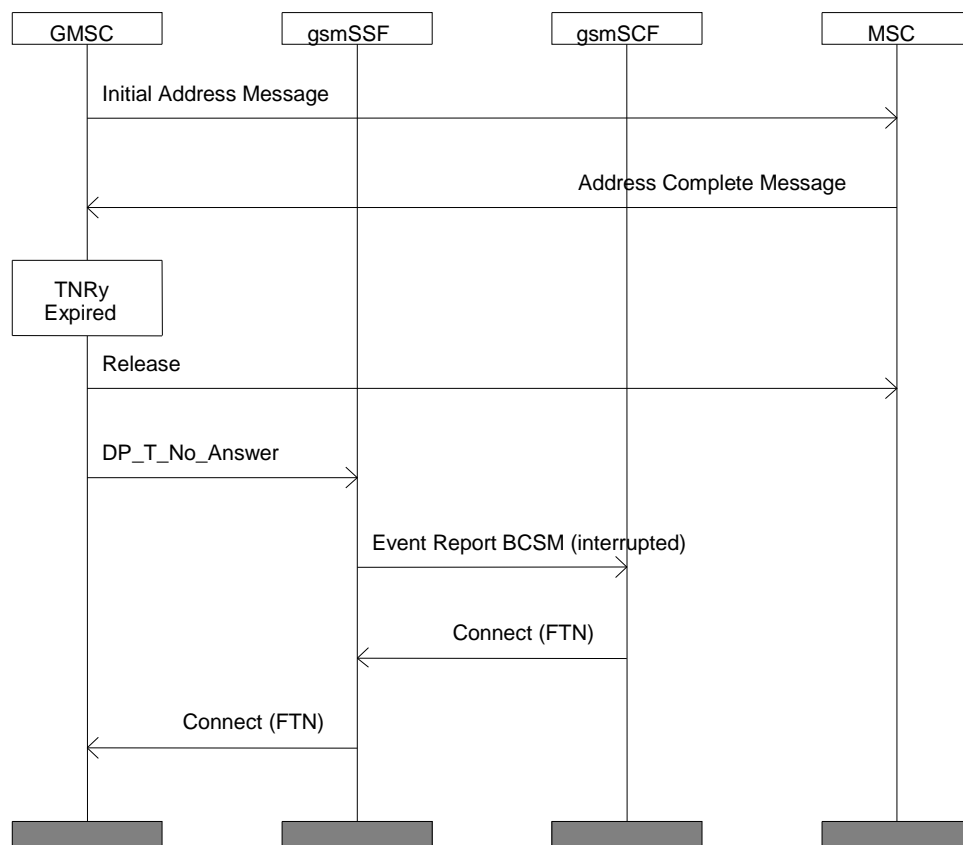 GMSC
gsmSSF
gsmSCF
MSC
Initial Address Message
Address Complete Message
TNRy
Expired
Release
DP_T_No_Answer
Event Report BCSM (interrupted)
Connect (FTN)
Connect (FTN)